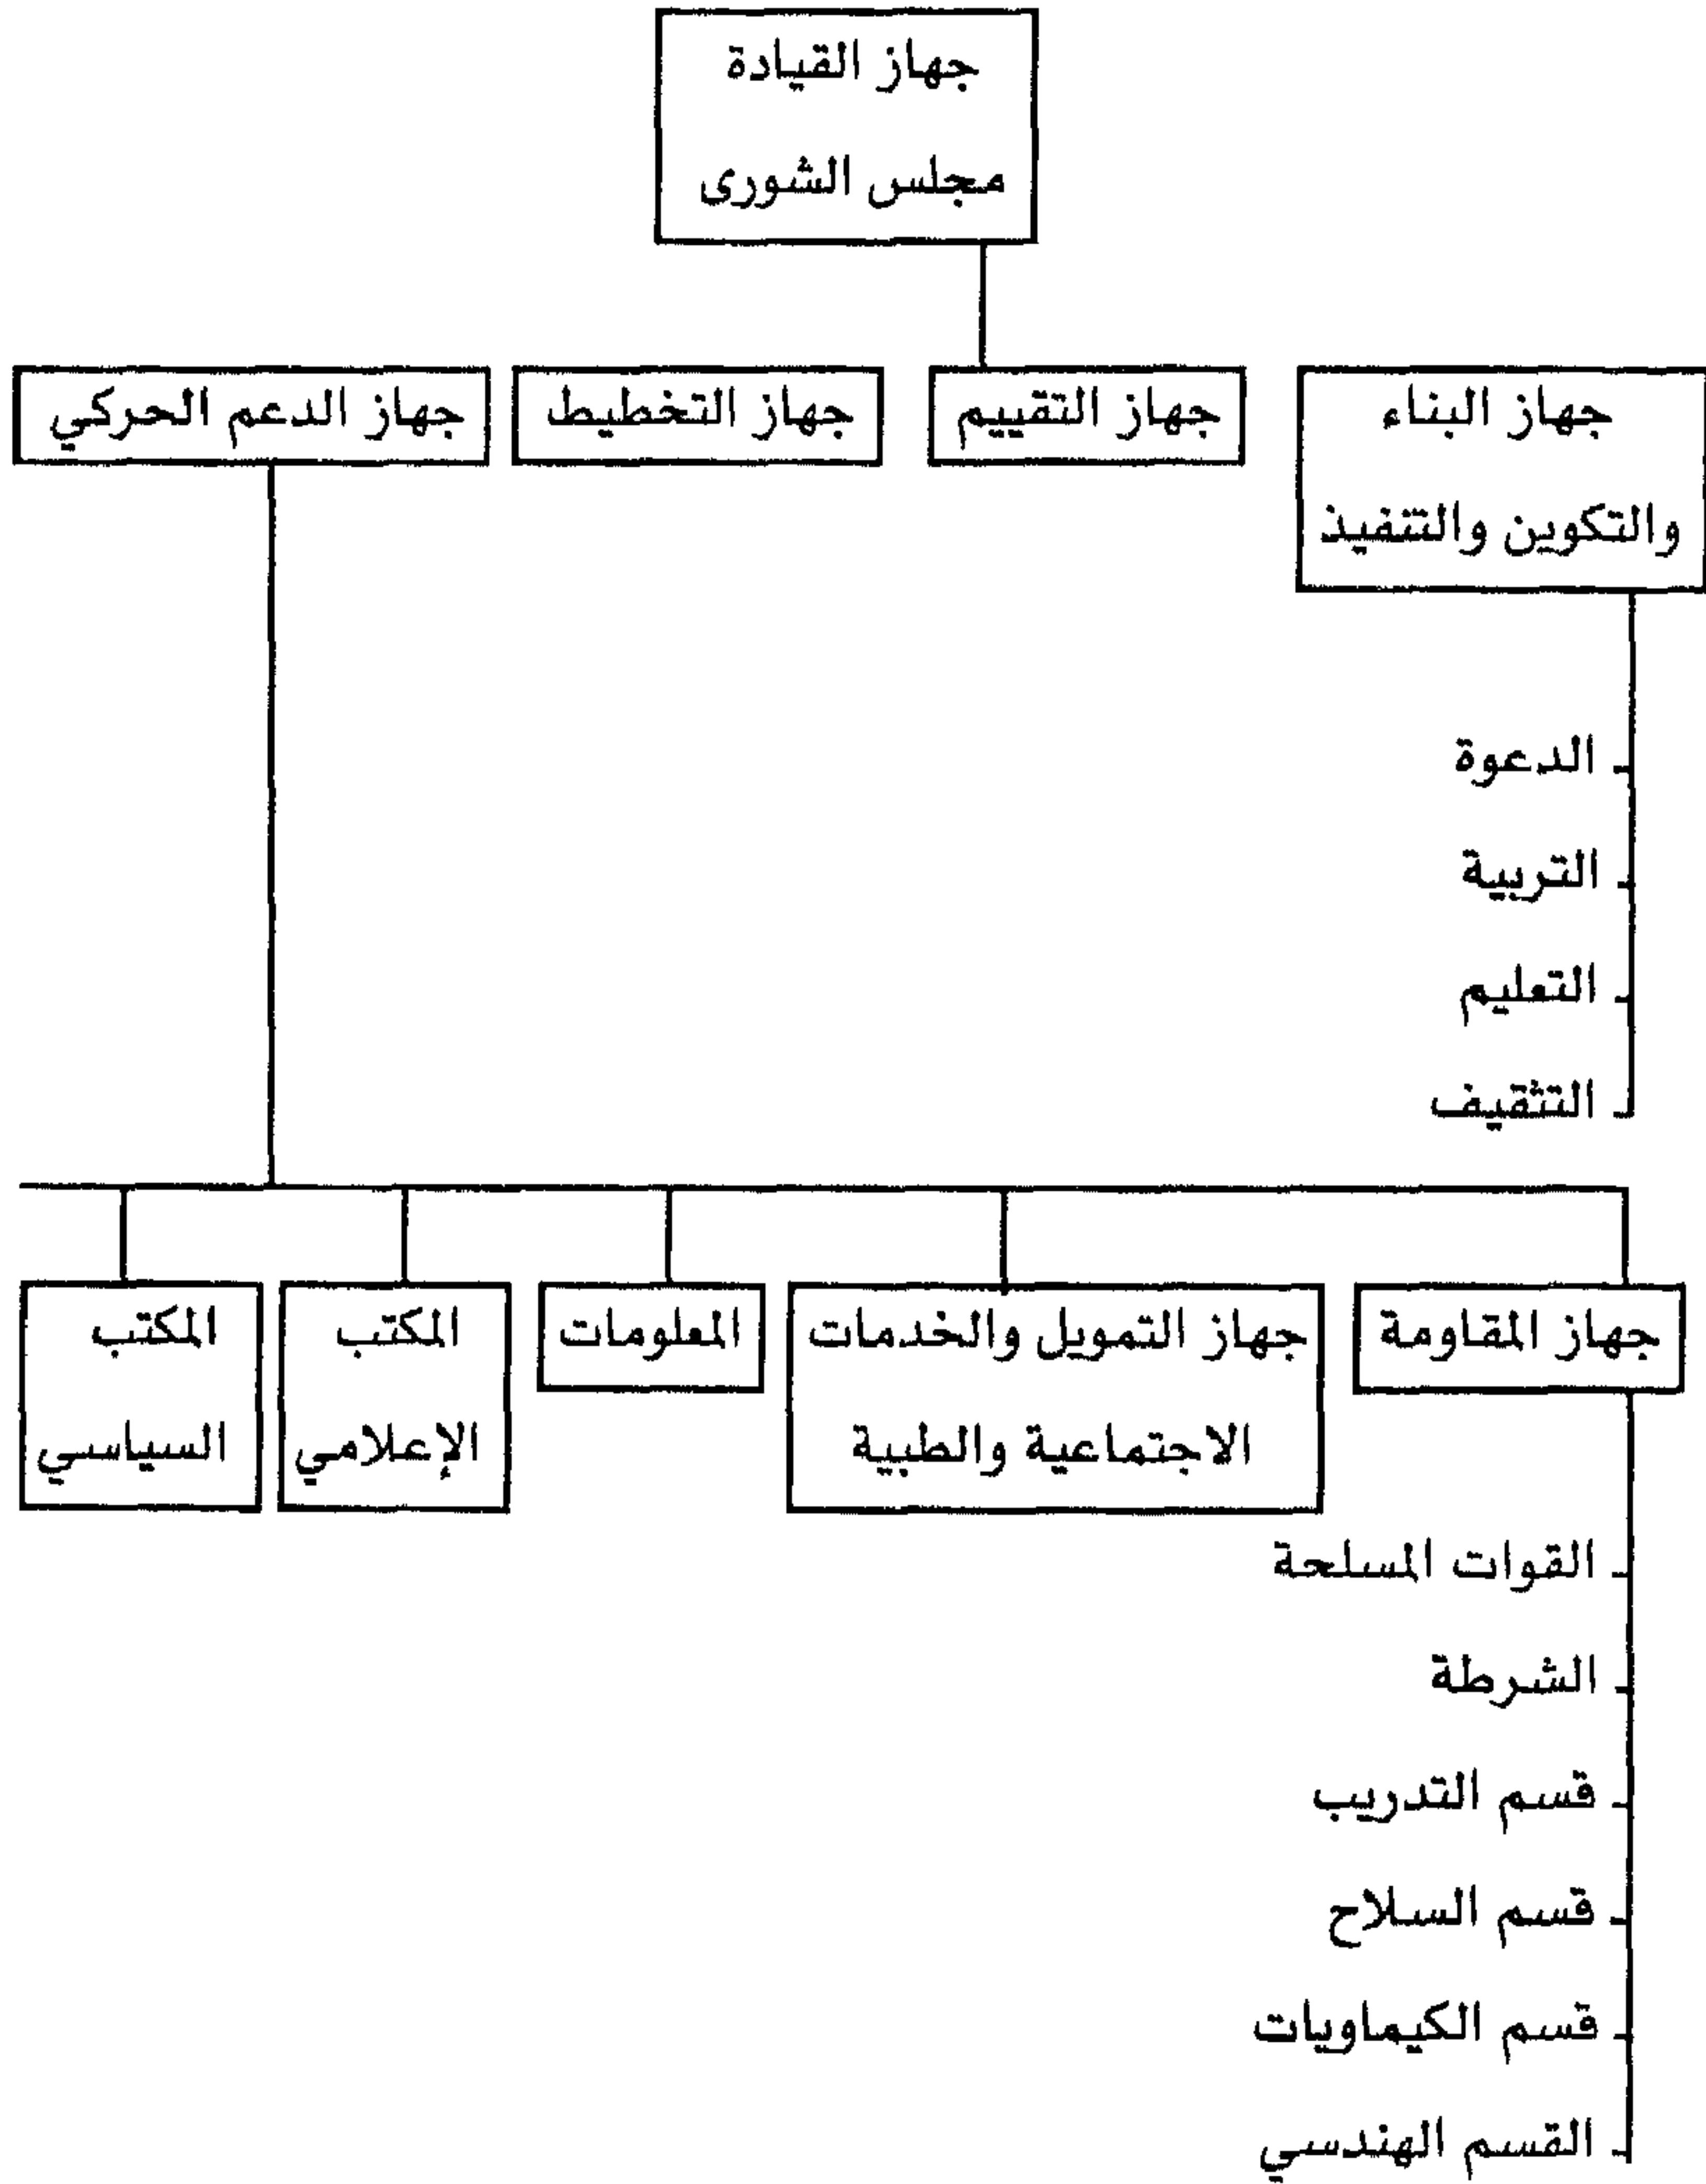 جهاز القيادة
مجلس الشورى
جهاز البناء
والتكوين والتنفيذ
جهاز التقييم
جهاز التخطيط
جهاز الدعم الحركي
ـ الدعوة
ـ التربية
ـ التعليم
ـ التثقيف
جهاز المقاومة
جهاز التمويل والخدمات
الاجتماعية والطبية
المعلومات
المكتب
الإعلامي
المكتب
السياسي
ـ القوات المسلحة
ـ الشرطة
ـ قسم التدريب
ـ قسم السلاح
ـ قسم الكيماويات
ـ القسم الهندسي